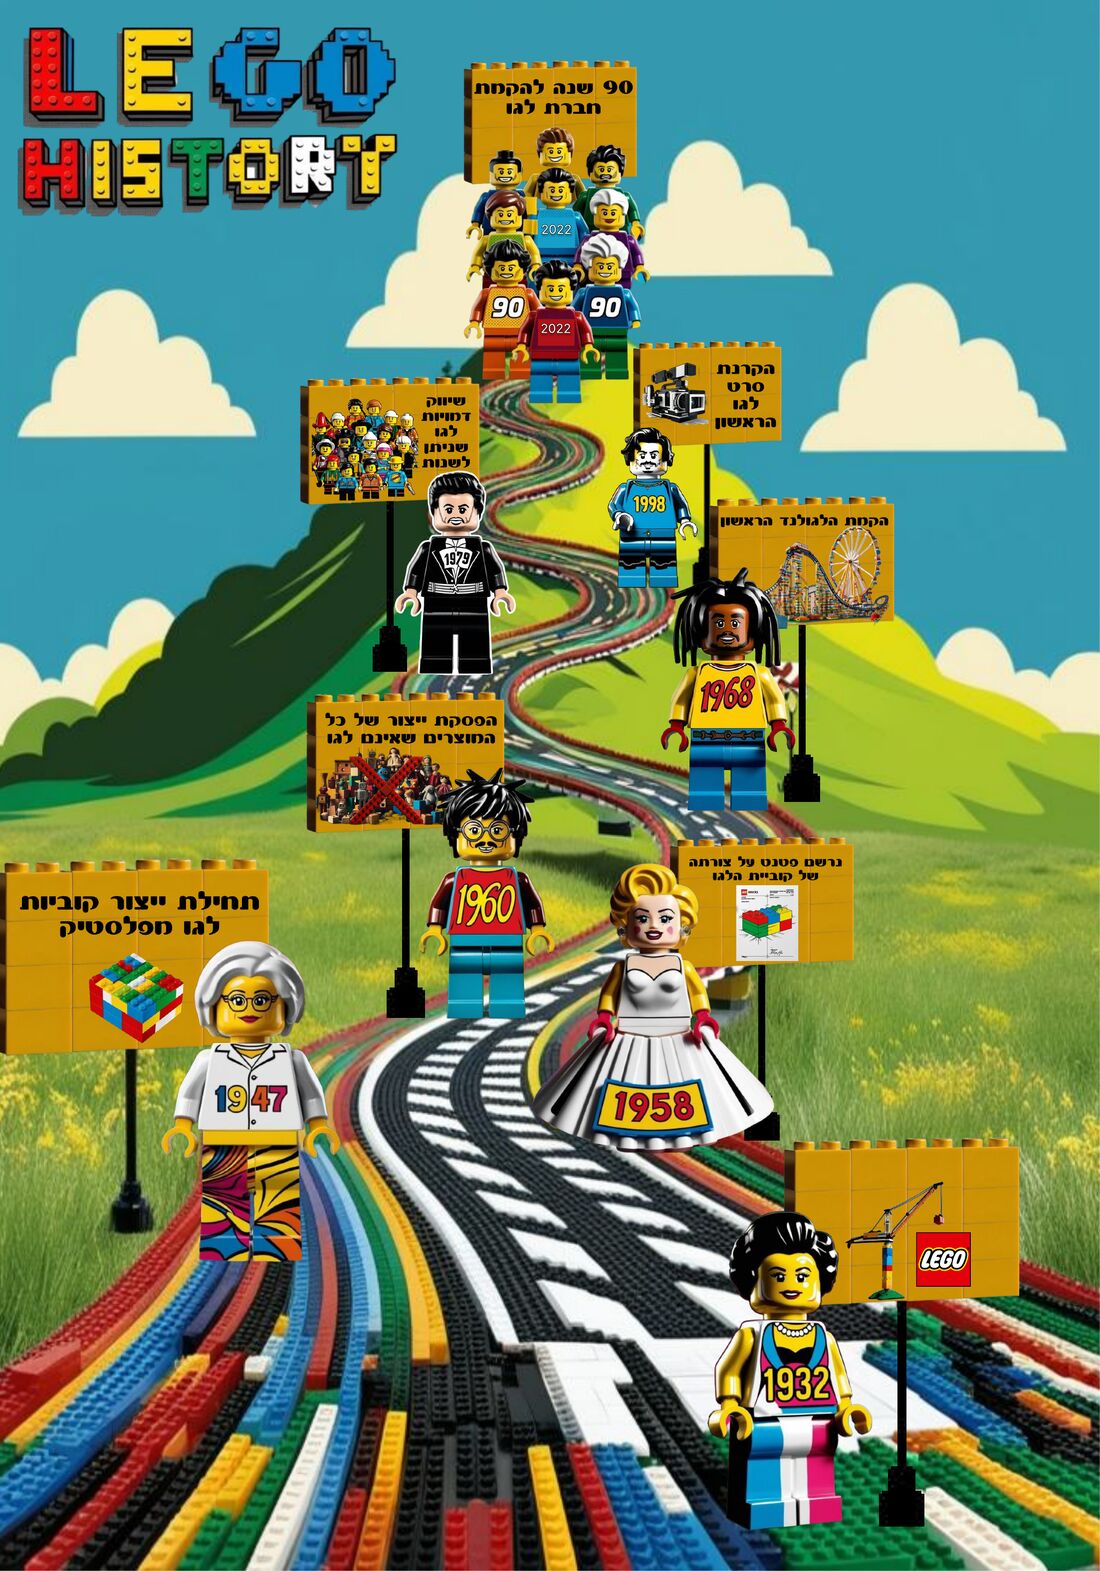 LEGO
HISTORY
90 שנה להקמת
חברת לגו
2022
90
90
2022
הקרנת
סרט
לגו
הראשון
1998
שיווק
דמויות
לגו
שניתן
לשנות
1979
הקמת הלגולנד הראשון
1968
הפסקת ייצור של כל
המוצרים שאינם לגו
1960
נרשם פטנט על צורתה
של קוביית הלגו
1958
תחילת ייצור קוביות
לגו מפלסטיק
1947
LEGO
1932